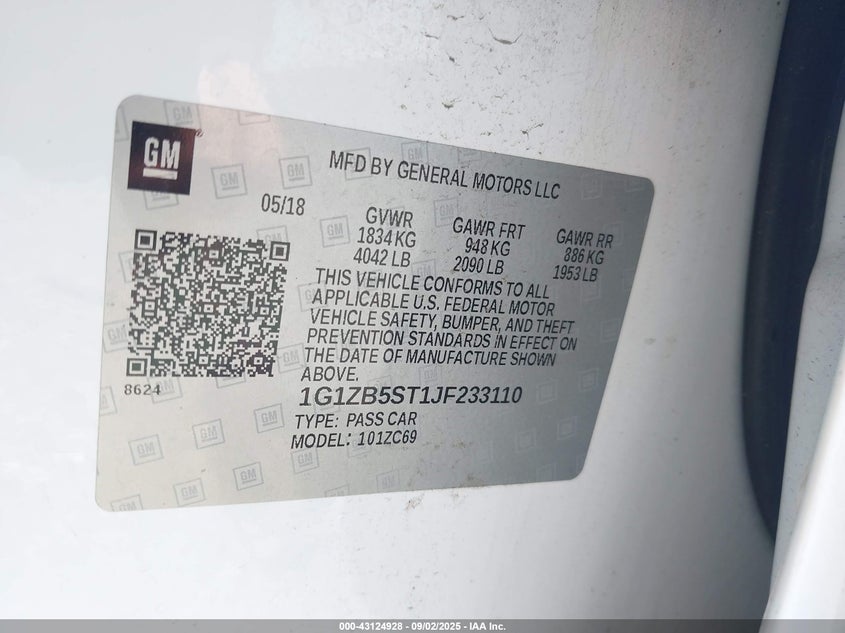 GM
MFD BY GENERAL MOTORS LLC
05/18
GVWR GAWR FRT GAWR RR
1834 KG 948 KG 886 KG
4042 LB 2090 LB 1953 LB
THIS VEHICLE CONFORMS TO ALL
APPLICABLE U.S. FEDERAL MOTOR
VEHICLE SAFETY, BUMPER, AND THEFT
PREVENTION STANDARDS IN EFFECT ON
THE DATE OF MANUFACTURE SHOWN
ABOVE.
8624
1G1ZB5ST1JF233110
TYPE: PASS CAR
MODEL: 101ZC69
000-43124928 - 09/02/2025 - IAA Inc.